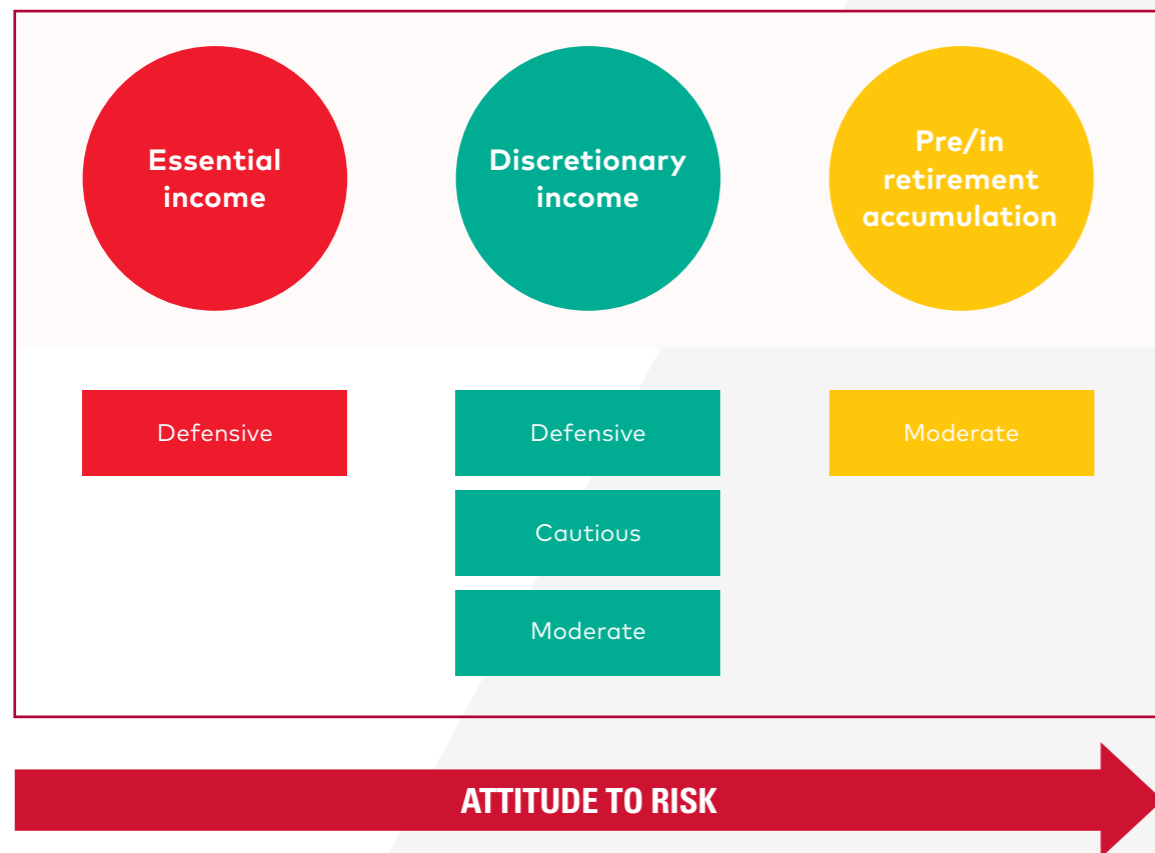 Essential
income
Discretionary
income
Pre/in
retirement
accumulation
Defensive
Defensive
Moderate
Cautious
Moderate
ATTITUDE TO RISK